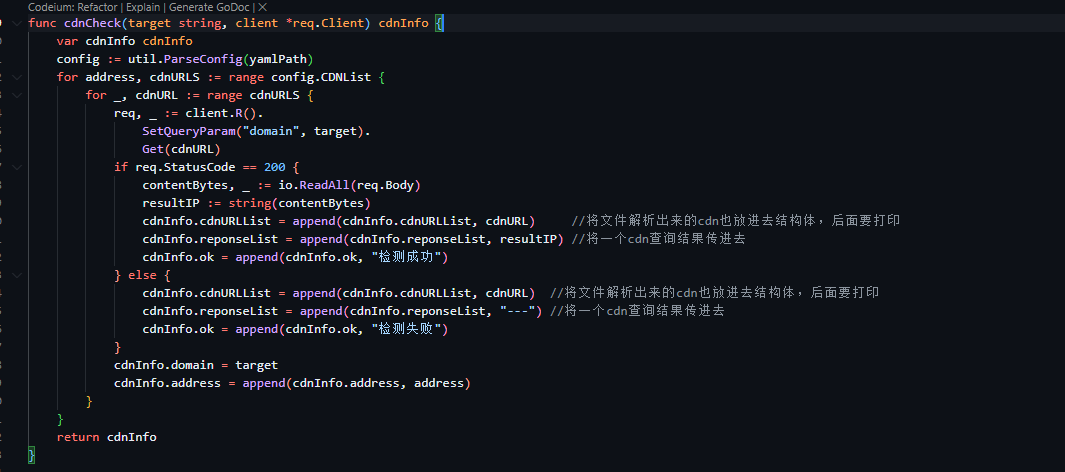 Codeium: Refactor | Explain | Generate GoDoc | X
func cdnCheck(target string, client *req.Client) cdnInfo {
    var cdnInfo cdnInfo
    config := util.ParseConfig(yamlPath)
    for address, cdnURLS := range config.CDNList {
        for _, cdnURL := range cdnURLS {
            req, _ := client.R().
                SetQueryParam("domain", target).
                Get(cdnURL)
            if req.StatusCode == 200 {
                contentBytes, _ := io.ReadAll(req.Body)
                resultIP := string(contentBytes)
                cdnInfo.cdnURLList = append(cdnInfo.cdnURLList, cdnURL)     //将文件解析出来的cdn也放进去结构体，后面要打印
                cdnInfo.reponseList = append(cdnInfo.reponseList, resultIP) //将一个cdn查询结果传进去
                cdnInfo.ok = append(cdnInfo.ok, "检测成功")
            } else {
                cdnInfo.cdnURLList = append(cdnInfo.cdnURLList, cdnURL)  //将文件解析出来的cdn也放进去结构体，后面要打印
                cdnInfo.reponseList = append(cdnInfo.reponseList, "---") //将一个cdn查询结果传进去
                cdnInfo.ok = append(cdnInfo.ok, "检测失败")
            }
            cdnInfo.domain = target
            cdnInfo.address = append(cdnInfo.address, address)
        }
    }
    return cdnInfo
}